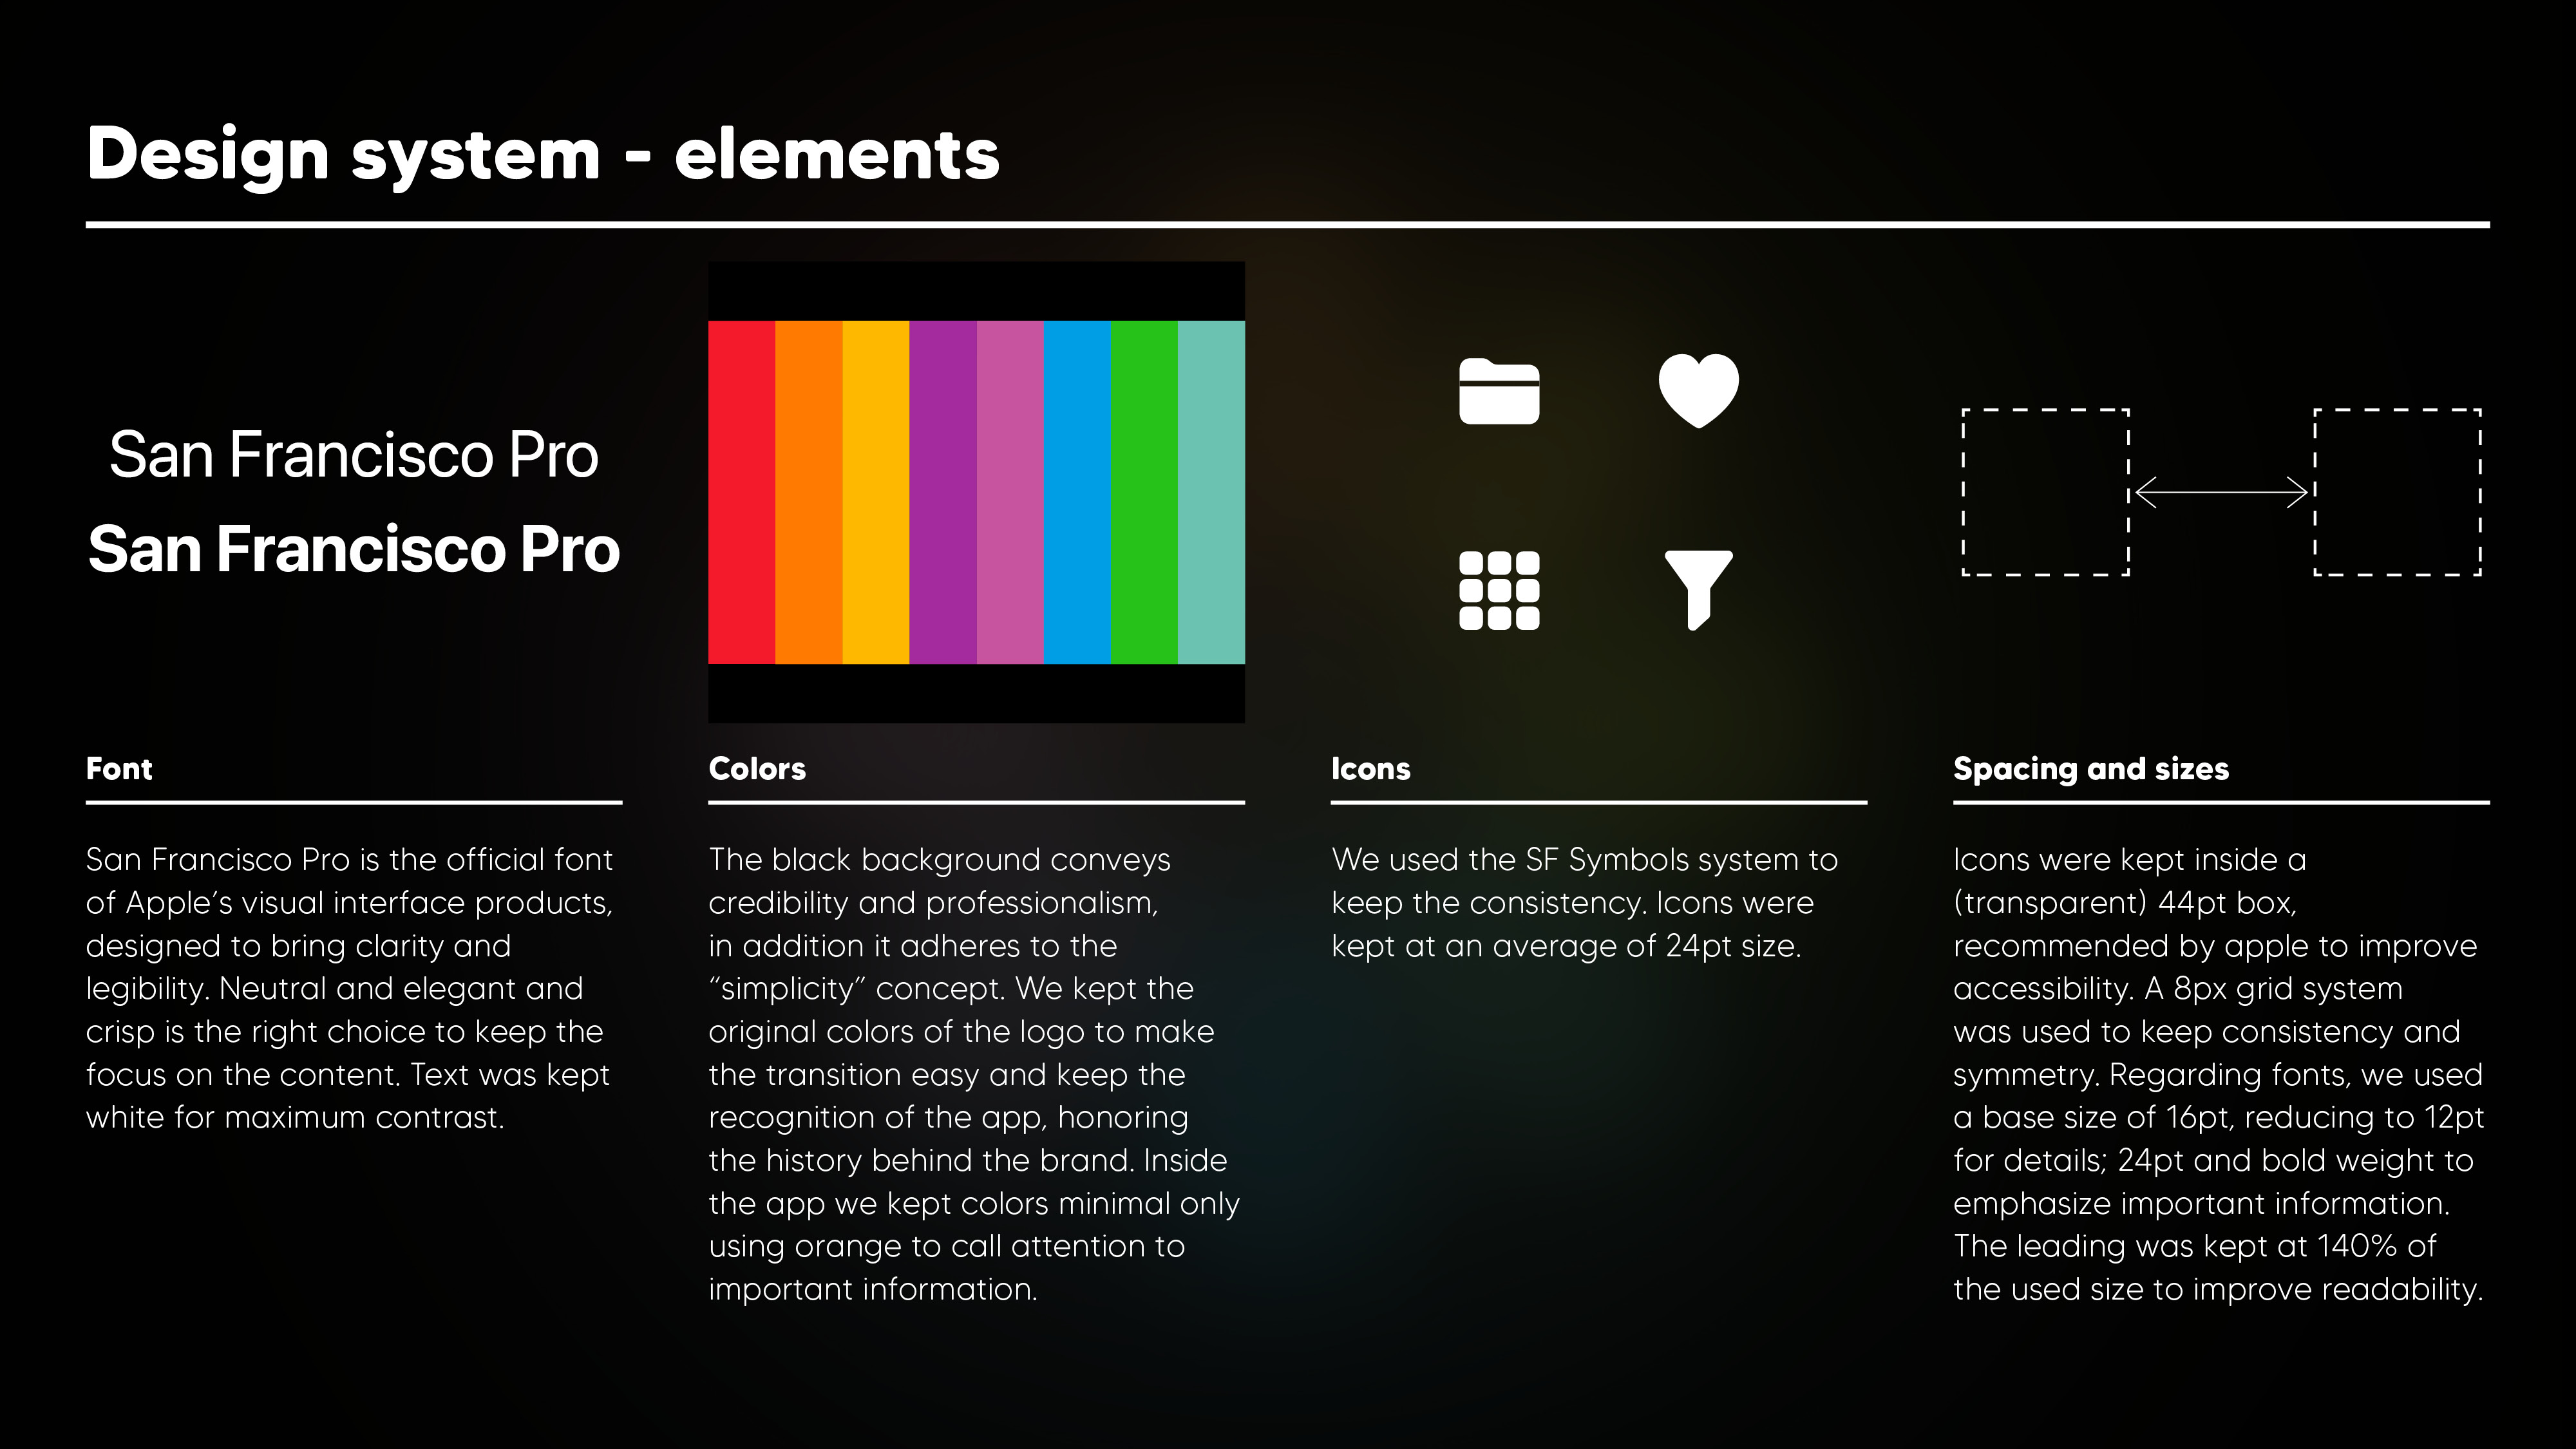 Design system - elements
San Francisco Pro
San Francisco Pro
Font
San Francisco Pro is the official font
of Apple’s visual interface products,
designed to bring clarity and
legibility. Neutral and elegant and
crisp is the right choice to keep the
focus on the content. Text was kept
white for maximum contrast.
Colors
The black background conveys
credibility and professionalism,
in addition it adheres to the
“simplicity” concept. We kept the
original colors of the logo to make
the transition easy and keep the
recognition of the app, honoring
the history behind the brand. Inside
the app we kept colors minimal only
using orange to call attention to
important information.
Icons
We used the SF Symbols system to
keep the consistency. Icons were
kept at an average of 24pt size.
Spacing and sizes
Icons were kept inside a
(transparent) 44pt box,
recommended by apple to improve
accessibility. A 8px grid system
was used to keep consistency and
symmetry. Regarding fonts, we used
a base size of 16pt, reducing to 12pt
for details; 24pt and bold weight to
emphasize important information.
The leading was kept at 140% of
the used size to improve readability.